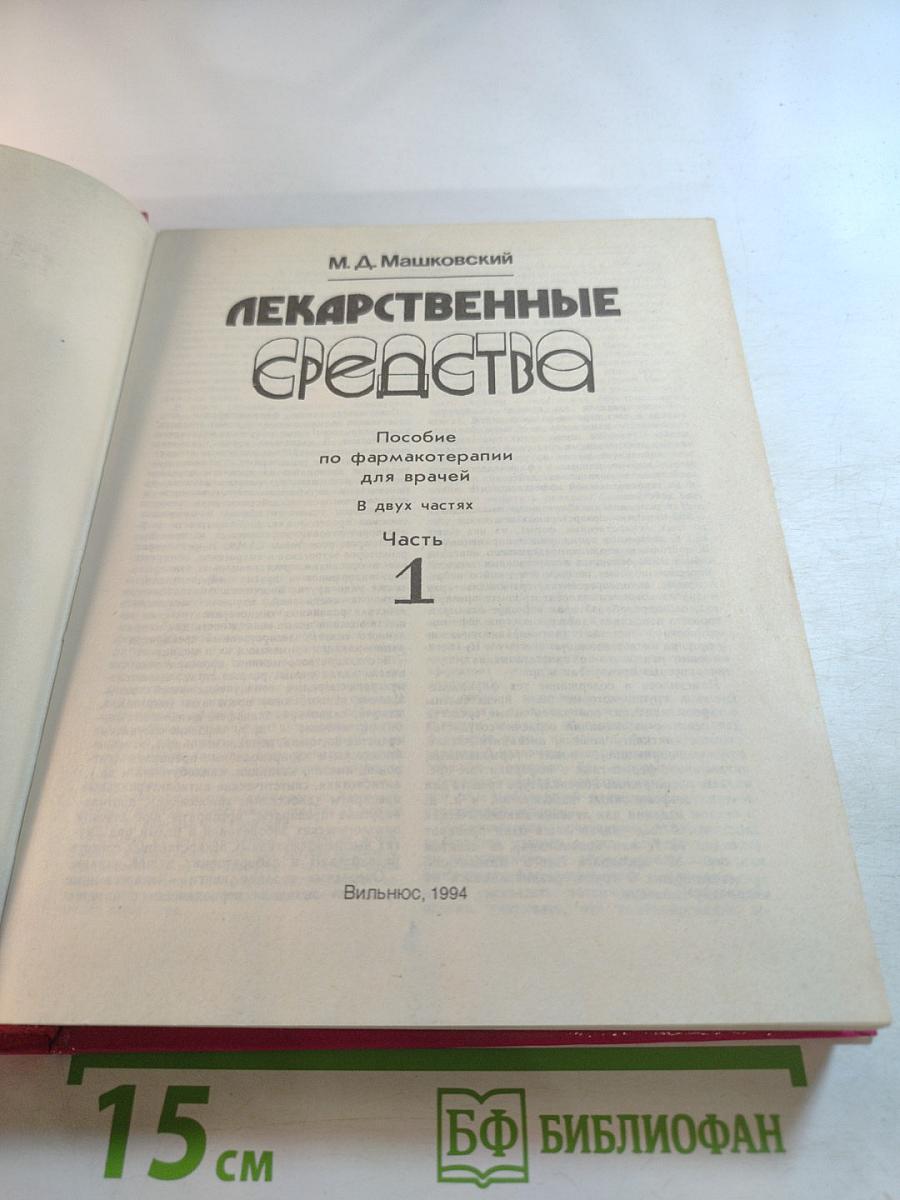 М. Д. Машковский
ЛЕКАРСТВЕННЫЕ
СРЕДСТВА
Пособие
по фармакотерапии
для врачей
В двух частях
Часть
1
Вильнюс, 1994
15 см
БФ БИБЛИОФАН